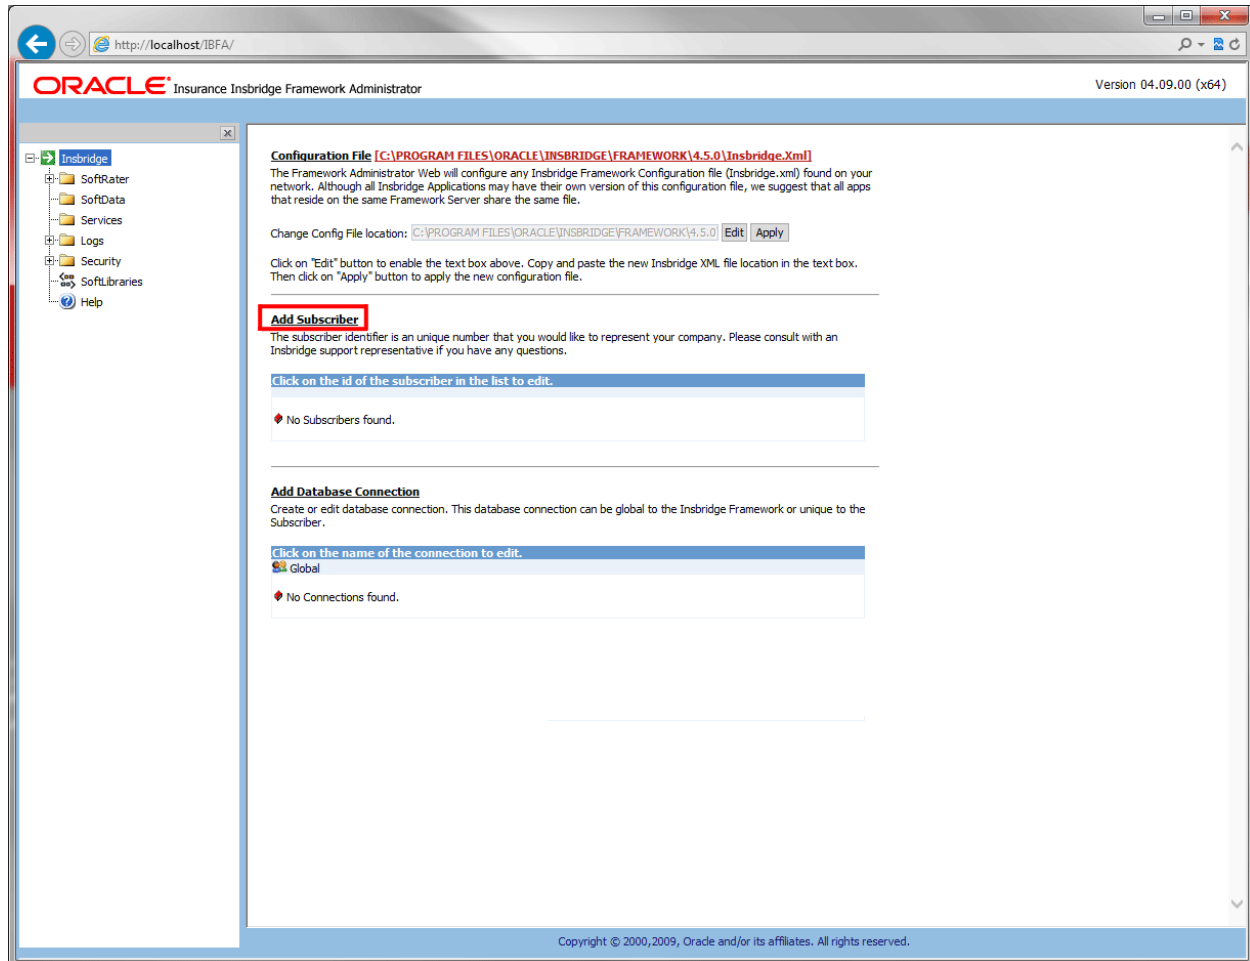 http://localhost/IBFA/
ORACLE Insurance Insbridge Framework Administrator
Version 04.09.00 (x64)
Insbridge
SoftRater
SoftData
Services
Logs
Security
SoftLibraries
Help
Configuration File [C:\PROGRAM FILES\ORACLE\INSBRIDGE\FRAMEWORK\4.5.0\Insbridge.Xml]
The Framework Administrator Web will configure any Insbridge Framework Configuration file (Insbridge.xml) found on your
network. Although all Insbridge Applications may have their own version of this configuration file, we suggest that all apps
that reside on the same Framework Server share the same file.
Change Config File location: C:\PROGRAM FILES\ORACLE\INSBRIDGE\FRAMEWORK\4.5.0 Edit Apply
Click on "Edit" button to enable the text box above. Copy and paste the new Insbridge XML file location in the text box.
Then click on "Apply" button to apply the new configuration file.
Add Subscriber
The subscriber identifier is an unique number that you would like to represent your company. Please consult with an
Insbridge support representative if you have any questions.
Click on the id of the subscriber in the list to edit.
No Subscribers found.
Add Database Connection
Create or edit database connection. This database connection can be global to the Insbridge Framework or unique to the
Subscriber.
Click on the name of the connection to edit.
Global
No Connections found.
Copyright © 2000,2009, Oracle and/or its affiliates. All rights reserved.